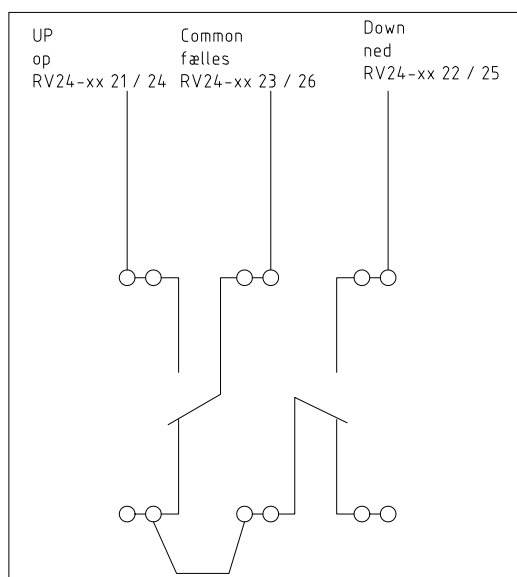 UP
op
RV24-xx 21 / 24
Common
fælles
RV24-xx 23 / 26
Down
ned
RV24-xx 22 / 25